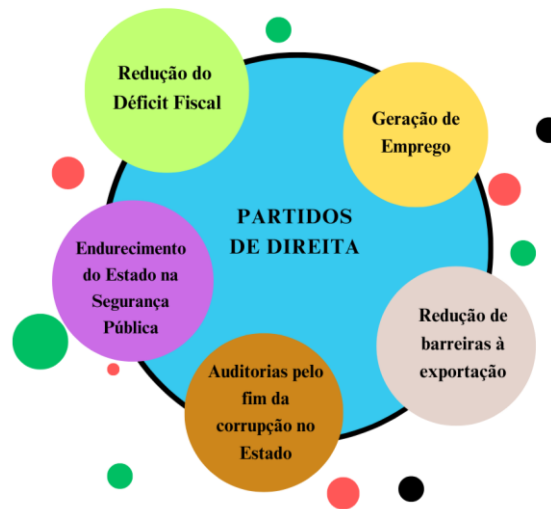 Redução do
Déficit Fiscal
Geração de
Emprego
PARTIDOS
DE DIREITA
Endurecimento
do Estado na
Segurança
Pública
Redução de
barreiras à
exportação
Auditorias pelo
fim da
corrupção no
Estado